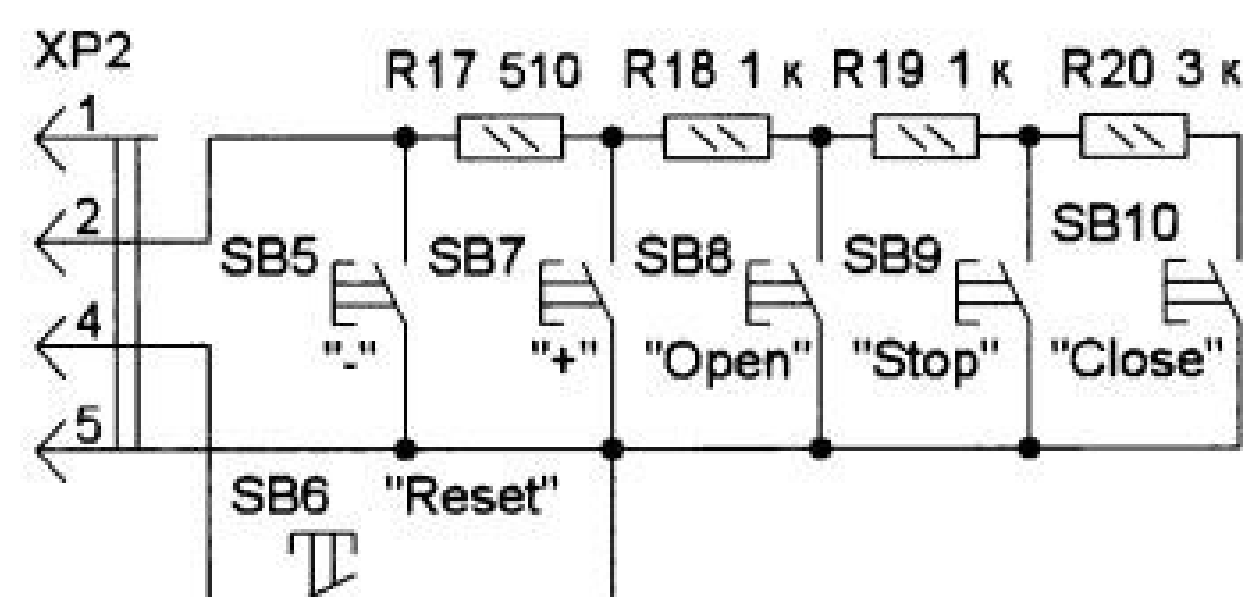 XP2
R17 510 R18 1 к R19 1 к R20 3 к
1
2
SB5 SB7 SB8 SB9 SB10
4
"-" "+" "Open" "Stop" "Close"
5
SB6 "Reset"